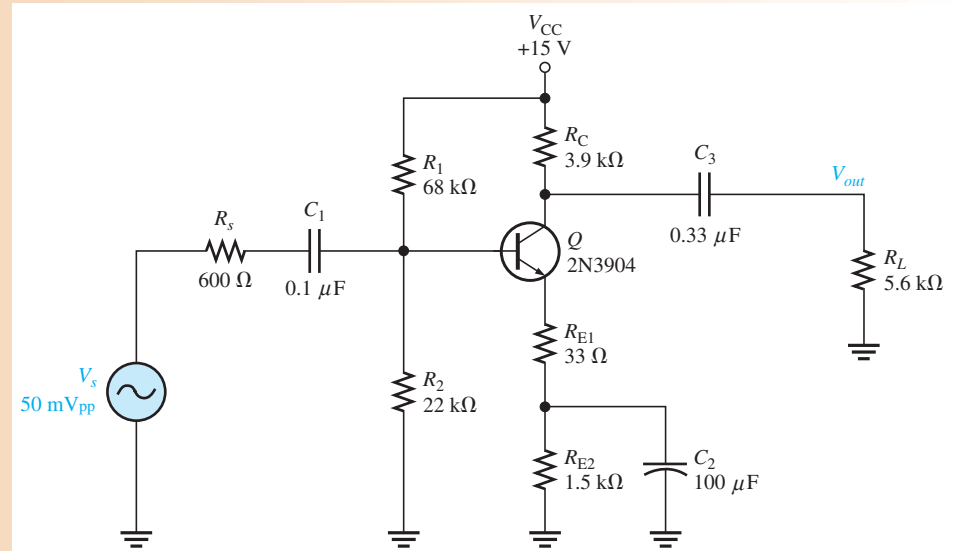 V_CC
+15 V
R_C
3.9 kΩ
C_3
V_out
R_1
68 kΩ
R_s
C_1
Q
2N3904
0.33 μF
600 Ω
0.1 μF
R_L
5.6 kΩ
R_E1
33 Ω
V_s
50 mVpp
R_2
22 kΩ
R_E2
1.5 kΩ
C_2
100 μF